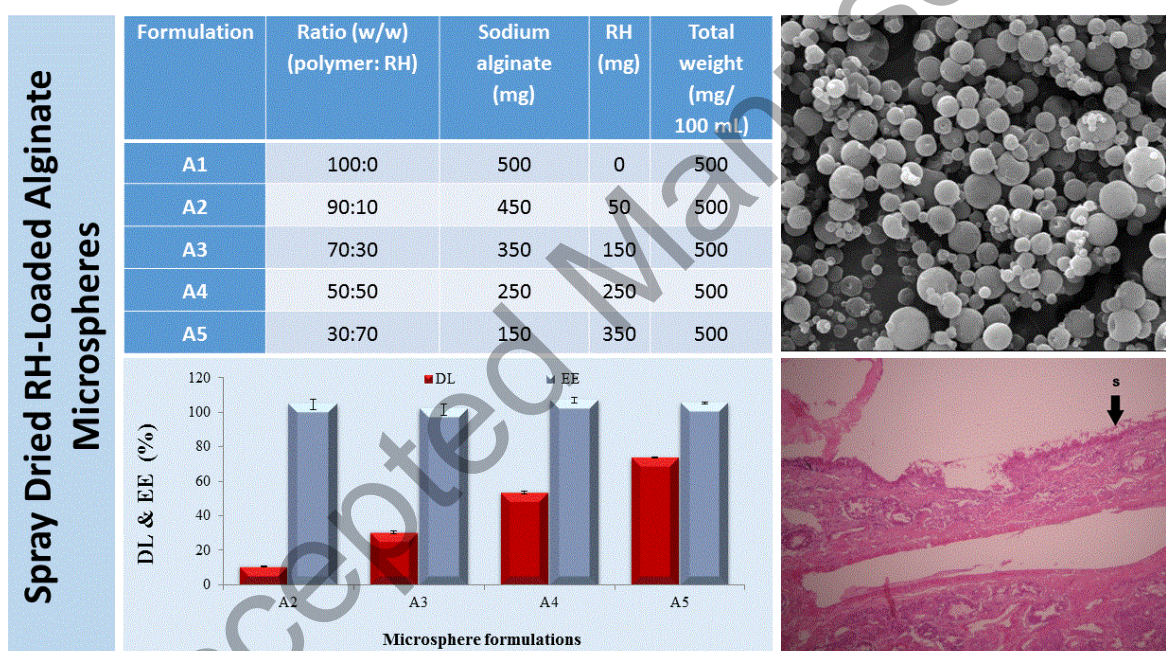 Spray Dried RH-Loaded Alginate
Microspheres
Formulation Ratio (w/w) (polymer: RH) Sodium alginate (mg) RH (mg) Total weight (mg/ 100 mL)
A1 100:0 500 0 500
A2 90:10 450 50 500
A3 70:30 350 150 500
A4 50:50 250 250 500
A5 30:70 150 350 500
DL EE
DL & EE (%)
120
100
80
60
40
20
0
A2 A3 A4 A5
Microsphere formulations
s